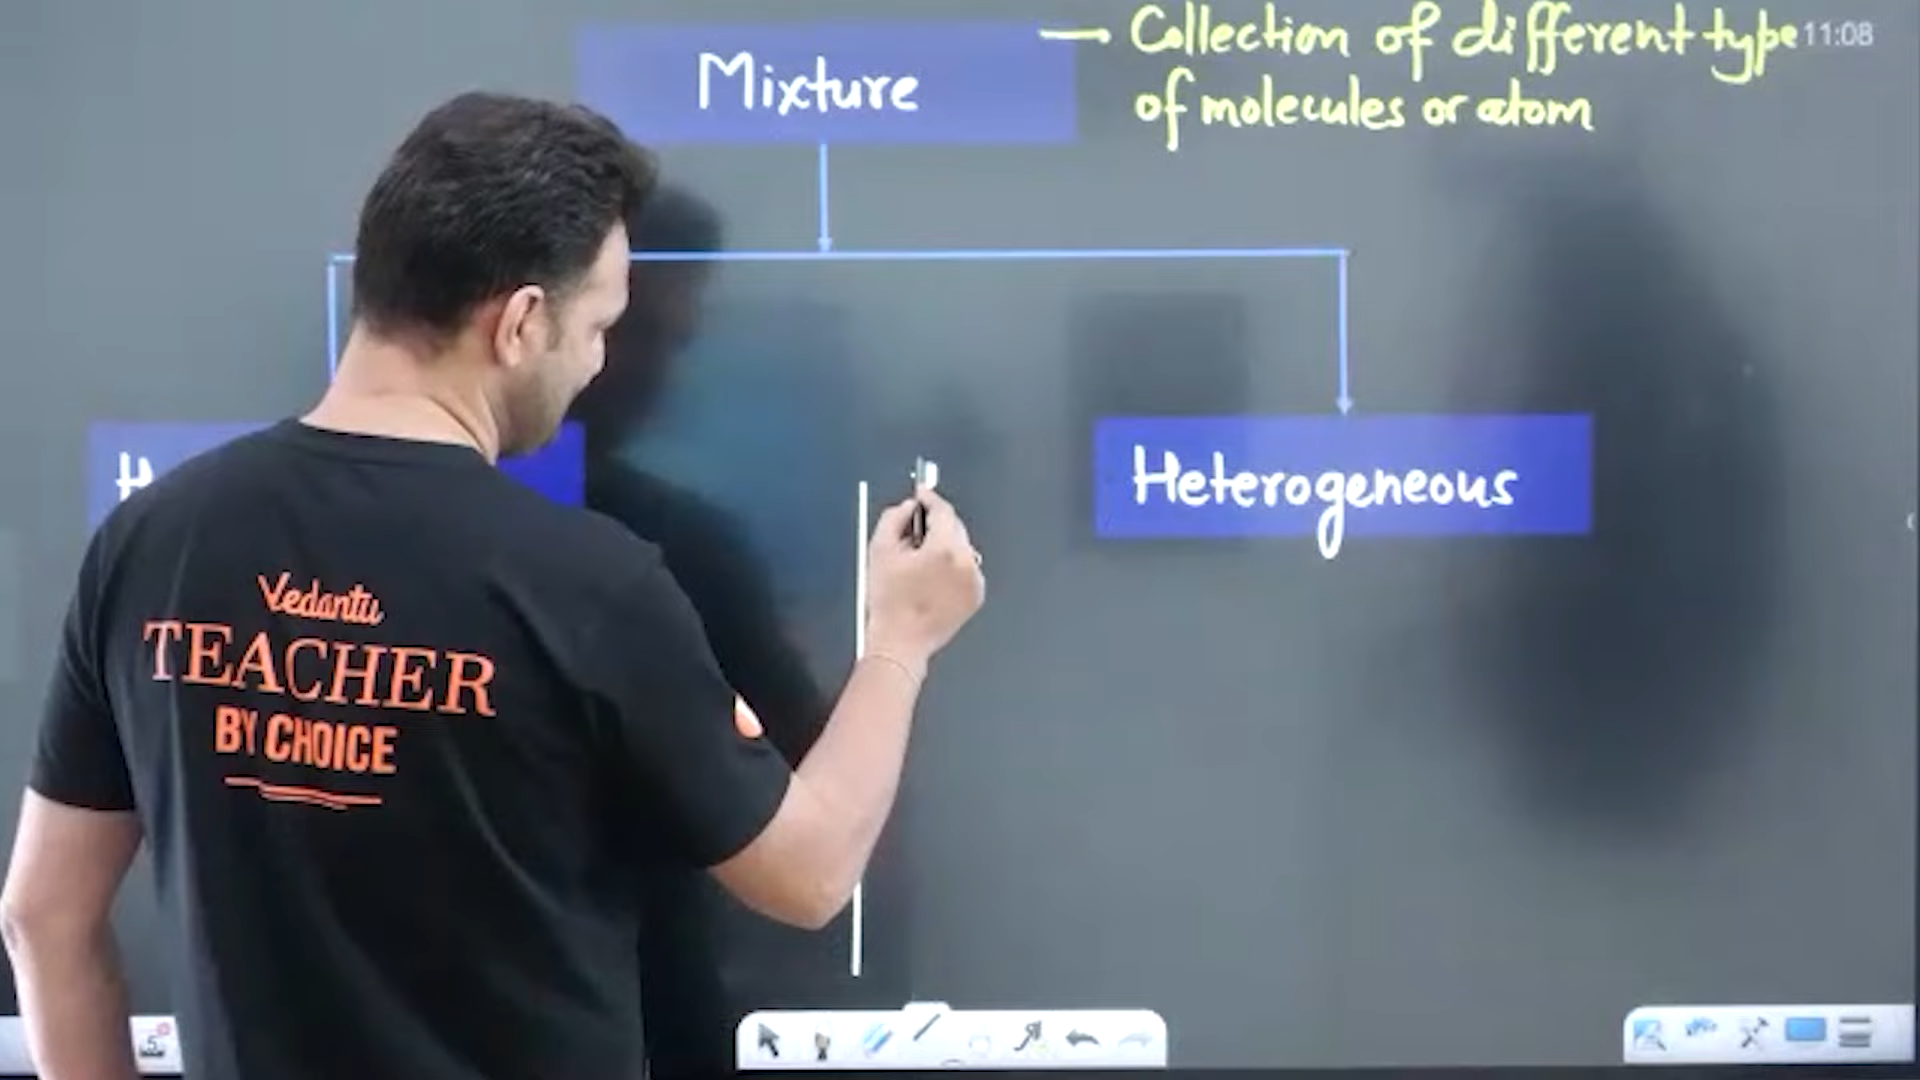 → Collection of different type
11:08
Mixture
of molecules or atom
Heterogeneous
Vedantu
TEACHER
BY CHOICE